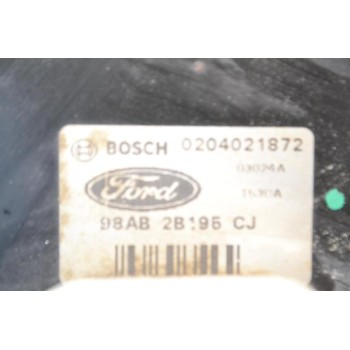 BOSCH 0204021872
03024A
Ford 1530A
98AB 2B195 CJ